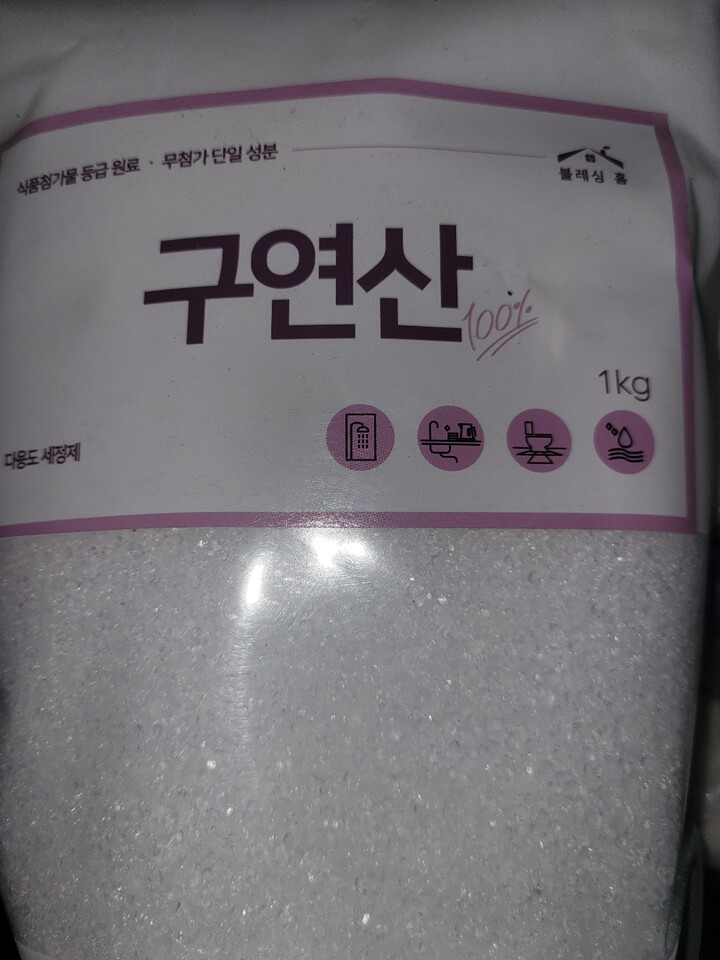 식품첨가물 등급 원료 · 무첨가 단일 성분
블레싱 홈
구연산
100%
1kg
다용도 세정제